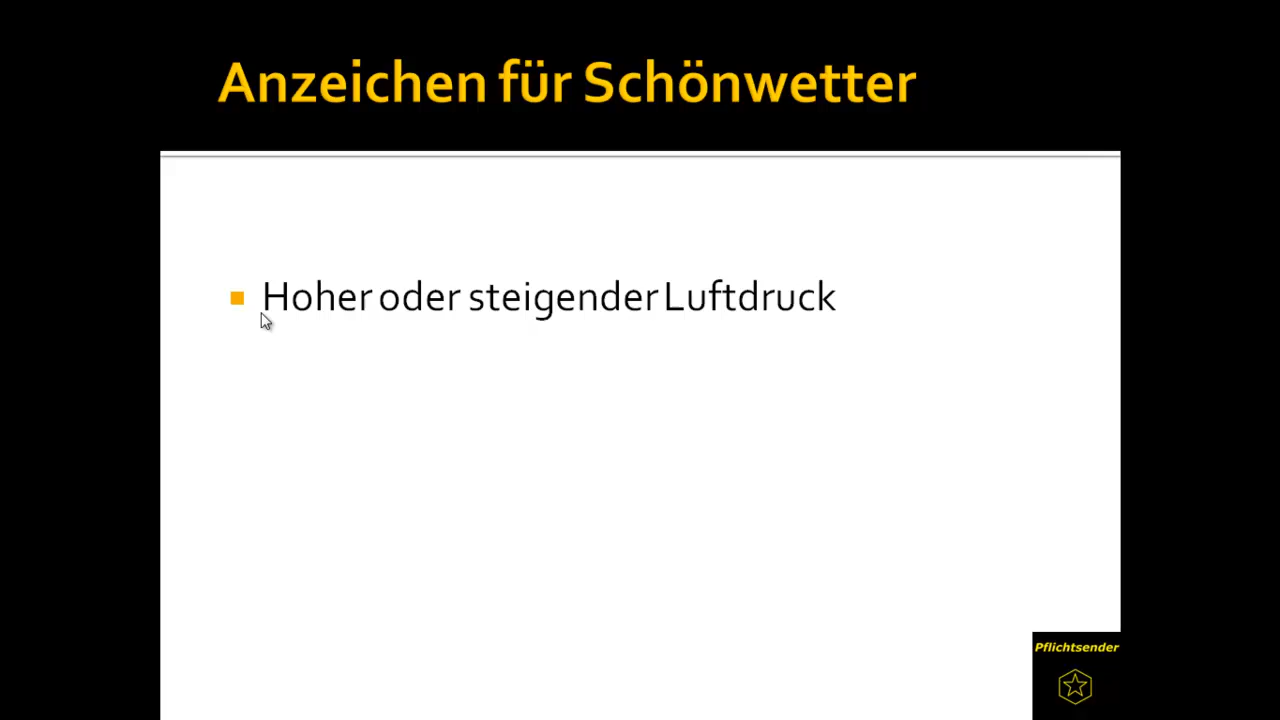 Anzeichen für Schönwetter
Hoher oder steigender Luftdruck
Pflichtsender